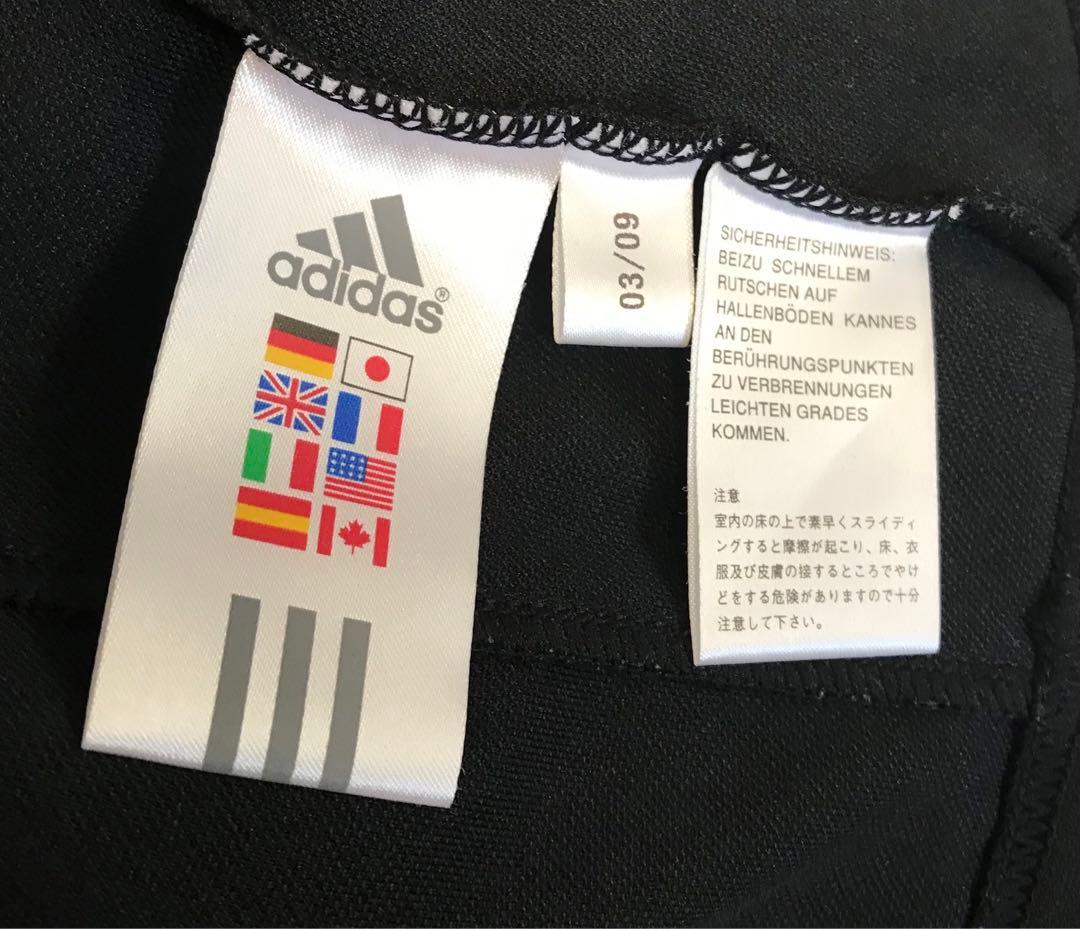 adidas®
03/09
SICHERHEITSHINWEIS:
BEIZU SCHNELLEM
RUTSCHEN AUF
HALLENBÖDEN KANNES
AN DEN
BERÜHRUNGSPUNKTEN
ZU VERBRENNUNGEN
LEICHTEN GRADES
KOMMEN.
注意
室内の床の上で素早くスライディ
ングすると摩擦が起こり、床、衣
服及び皮膚の接するところでやけ
どをする危険がありますので十分
注意して下さい。